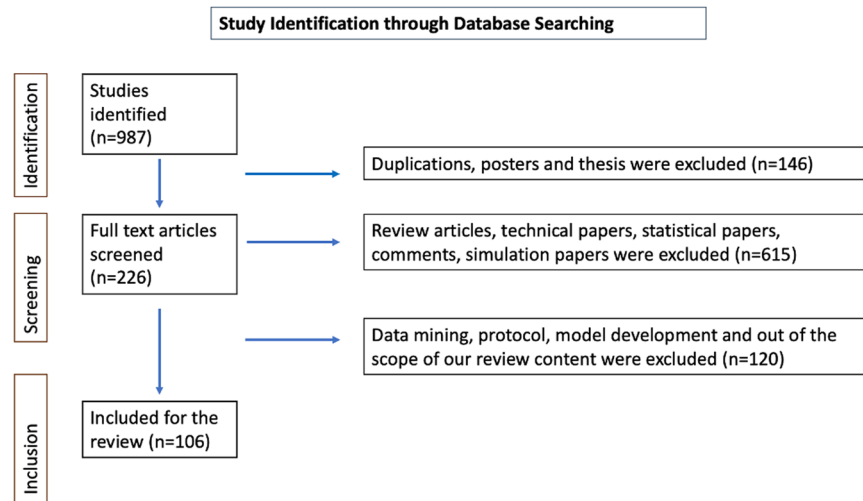 Study Identification through Database Searching
Identification
Studies
identified
(n=987)
Duplications, posters and thesis were excluded (n=146)
Screening
Full text articles
screened
(n=226)
Review articles, technical papers, statistical papers,
comments, simulation papers were excluded (n=615)
Data mining, protocol, model development and out of the
scope of our review content were excluded (n=120)
Inclusion
Included for the
review (n=106)